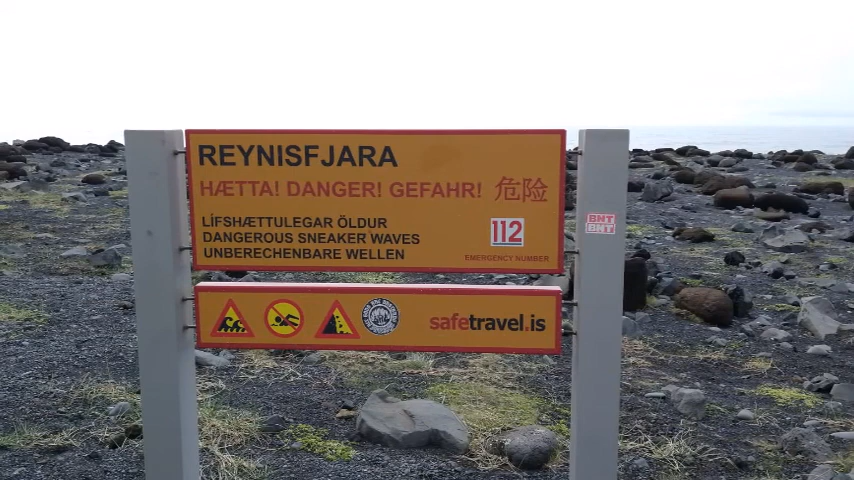 REYNISFJARA
HÆTTA! DANGER! GEFAHR! 危险
LÍFSHÆTTULEGAR ÖLDUR
DANGEROUS SNEAKER WAVES
UNBERECHENBARE WELLEN
112
EMERGENCY NUMBER
safetravel.is
BNT
BNT